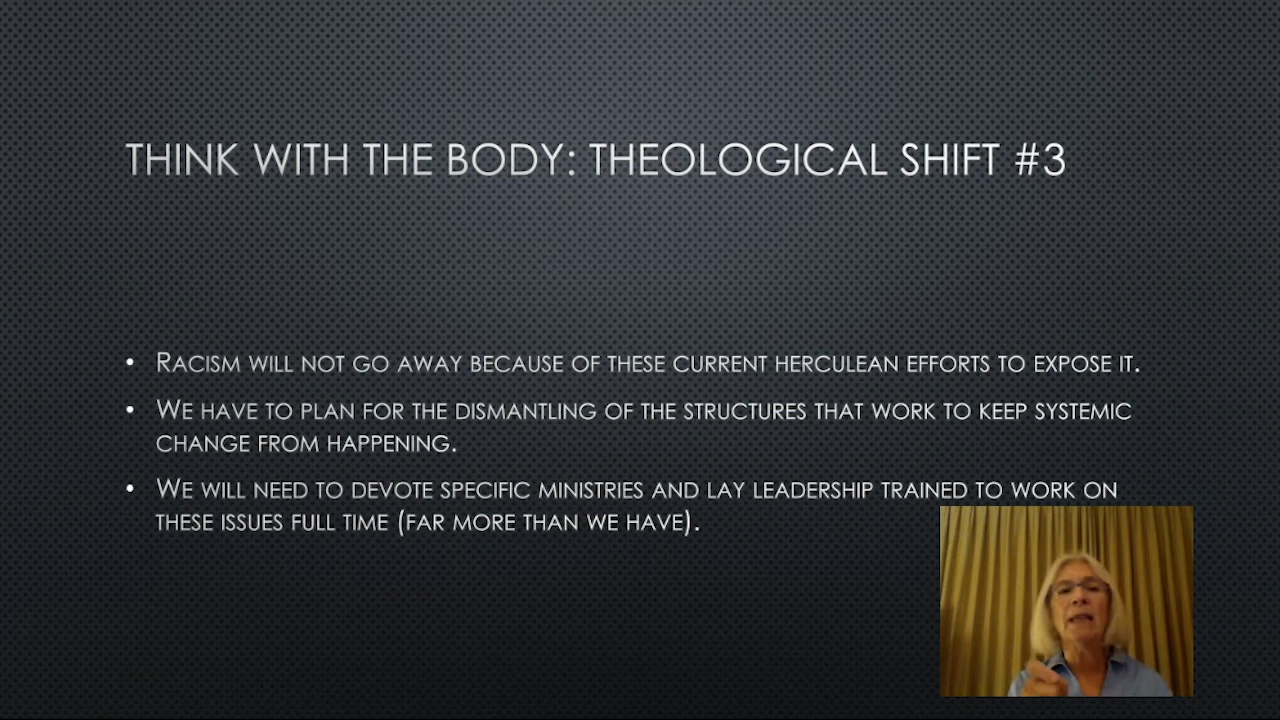 THINK WITH THE BODY: THEOLOGICAL SHIFT #3
• RACISM WILL NOT GO AWAY BECAUSE OF THESE CURRENT HERCULEAN EFFORTS TO EXPOSE IT.
• WE HAVE TO PLAN FOR THE DISMANTLING OF THE STRUCTURES THAT WORK TO KEEP SYSTEMIC
CHANGE FROM HAPPENING.
• WE WILL NEED TO DEVOTE SPECIFIC MINISTRIES AND LAY LEADERSHIP TRAINED TO WORK ON
THESE ISSUES FULL TIME (FAR MORE THAN WE HAVE).